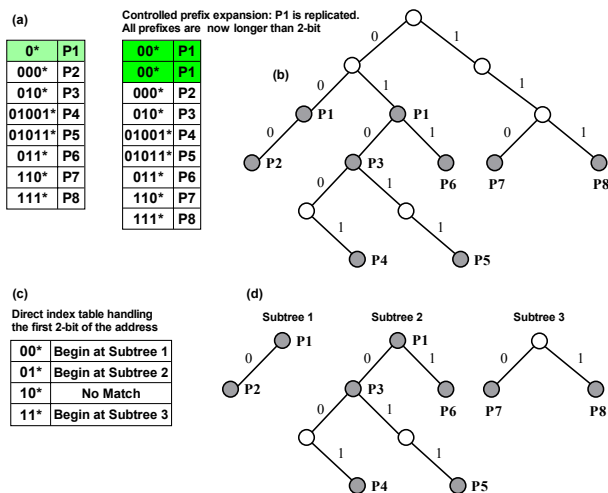 (a)
Controlled prefix expansion: P1 is replicated.
All prefixes are now longer than 2-bit
0* P1
000* P2
010* P3
01001* P4
01011* P5
011* P6
110* P7
111* P8
00* P1
00* P1
000* P2
010* P3
01001* P4
01011* P5
011* P6
110* P7
111* P8
(b)
0 1
0 1 1
P1 P1
0 0 1 0 1
P2 P3 P6 P7 P8
0 1
1 1
P4 P5
(c)
Direct index table handling
the first 2-bit of the address
00* Begin at Subtree 1
01* Begin at Subtree 2
10* No Match
11* Begin at Subtree 3
(d)
Subtree 1 Subtree 2 Subtree 3
P1 P1
0 0 1 0 1
P2 P3 P6 P7 P8
0 1
1 1
P4 P5